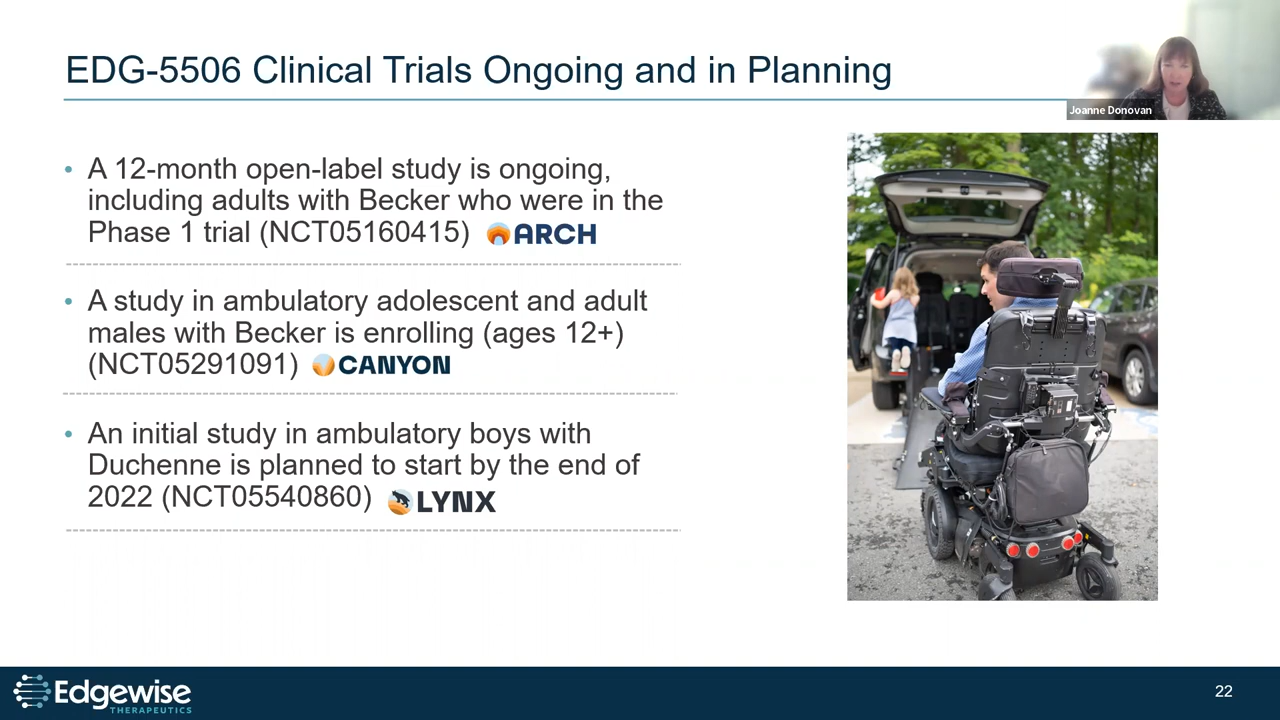 EDG-5506 Clinical Trials Ongoing and in Planning
Joanne Donovan
• A 12-month open-label study is ongoing,
including adults with Becker who were in the
Phase 1 trial (NCT05160415) ARCH
• A study in ambulatory adolescent and adult
males with Becker is enrolling (ages 12+)
(NCT05291091) CANYON
• An initial study in ambulatory boys with
Duchenne is planned to start by the end of
2022 (NCT05540860) LYNX
Edgewise
THERAPEUTICS
22